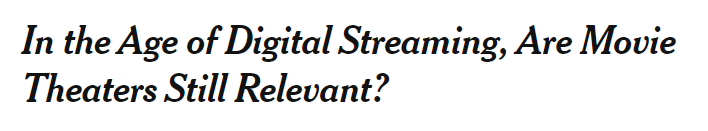 In the Age of Digital Streaming, Are Movie
Theaters Still Relevant?